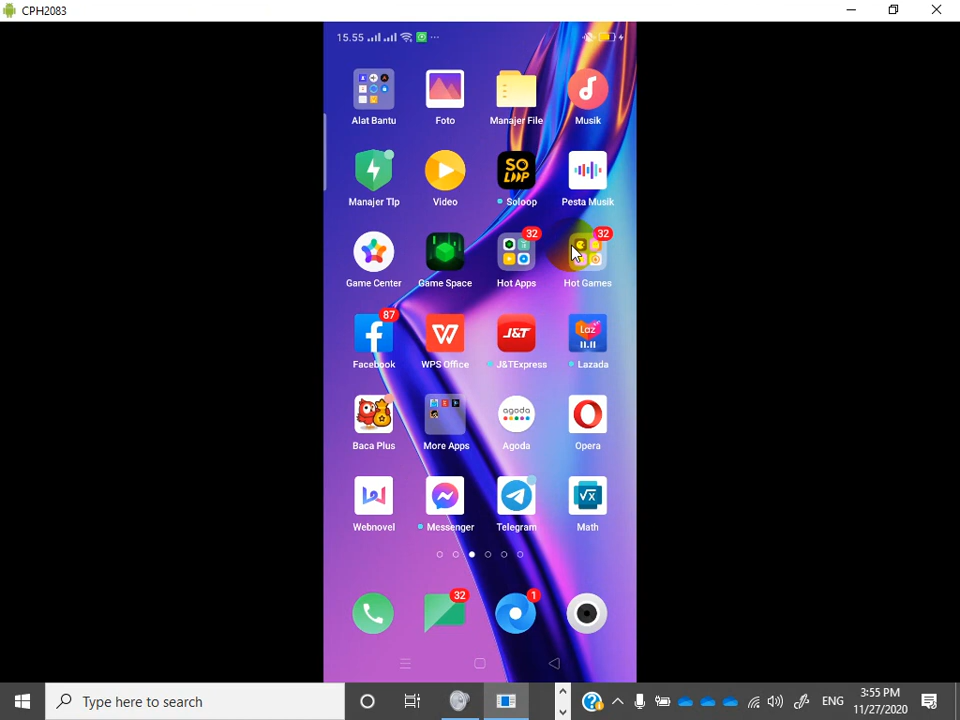 CPH2083
15.55
Alat Bantu
Foto
Manajer File
Musik
SO
LOOP
Manajer Tlp
Video
Soloop
Pesta Musik
32
32
Game Center
Game Space
Hot Apps
Hot Games
87
J&T
Laz
11.11
Facebook
WPS Office
J&TExpress
Lazada
agoda
Baca Plus
More Apps
Agoda
Opera
√x
Webnovel
Messenger
Telegram
Math
32
1
Type here to search
ENG
3:55 PM
11/27/2020